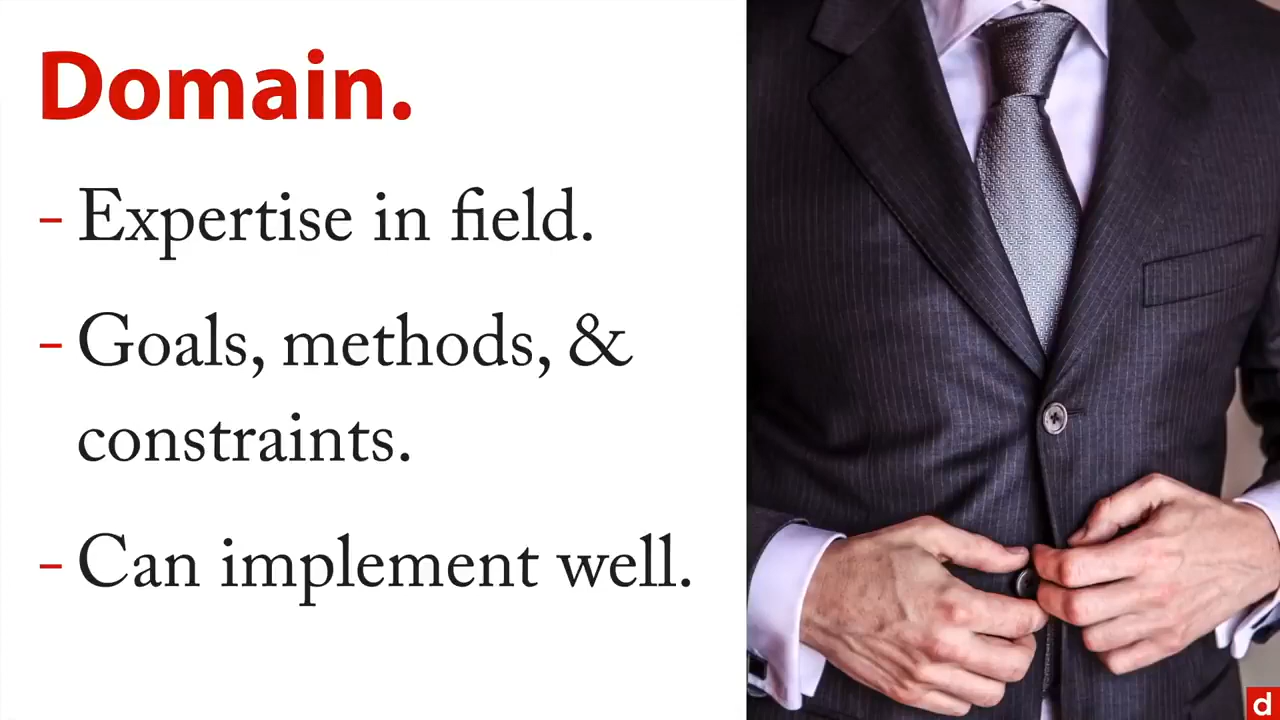 Domain.
- Expertise in field.
- Goals, methods, &
constraints.
- Can implement well.
d